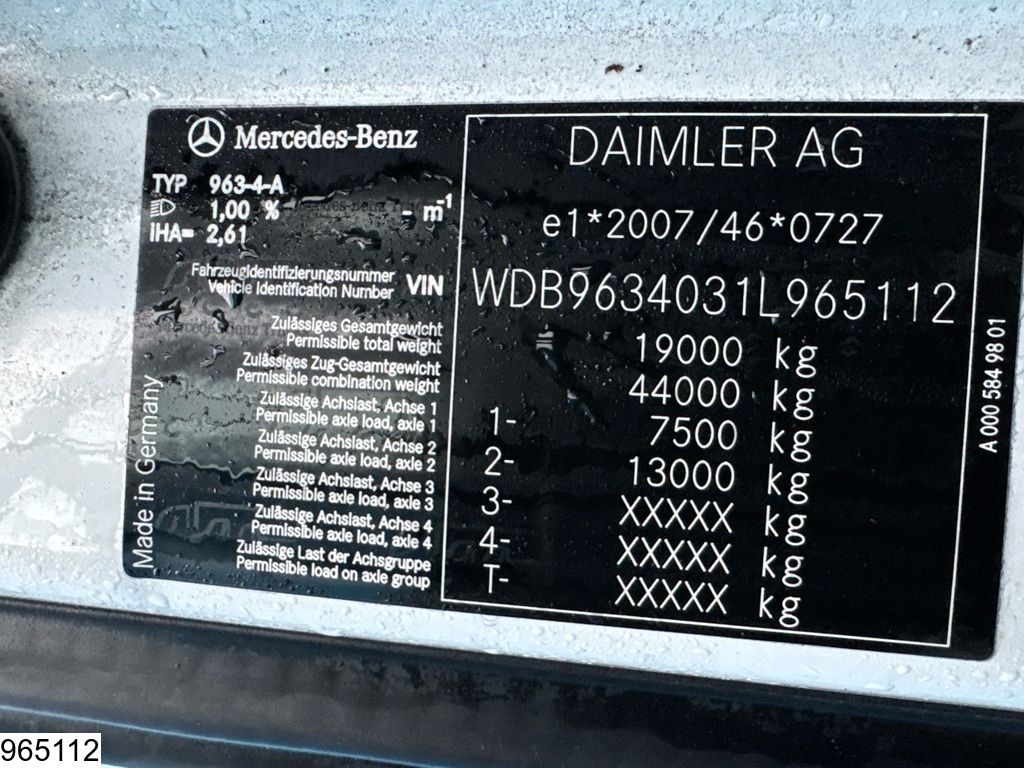 Mercedes-Benz
TYP 963-4-A
1,00 % - m-1
IHA= 2,61
DAIMLER AG
e1*2007/46*0727
Fahrzeugidentifizierungsnummer
Vehicle Identification Number
VIN WDB9634031L965112
Zulässiges Gesamtgewicht
Permissible total weight
19000 kg
Zulässiges Zug-Gesamtgewicht
Permissible combination weight
44000 kg
Zulässige Achslast, Achse 1
Permissible axle load, axle 1
1- 7500 kg
Zulässige Achslast, Achse 2
Permissible axle load, axle 2
2- 13000 kg
Zulässige Achslast, Achse 3
Permissible axle load, axle 3
3- XXXXX kg
Zulässige Achslast, Achse 4
Permissible axle load, axle 4
4- XXXXX kg
Zulässige Last der Achsgruppe
Permissible load on axle group
T- XXXXX kg
Made in Germany
A 000 584 98 01
965112